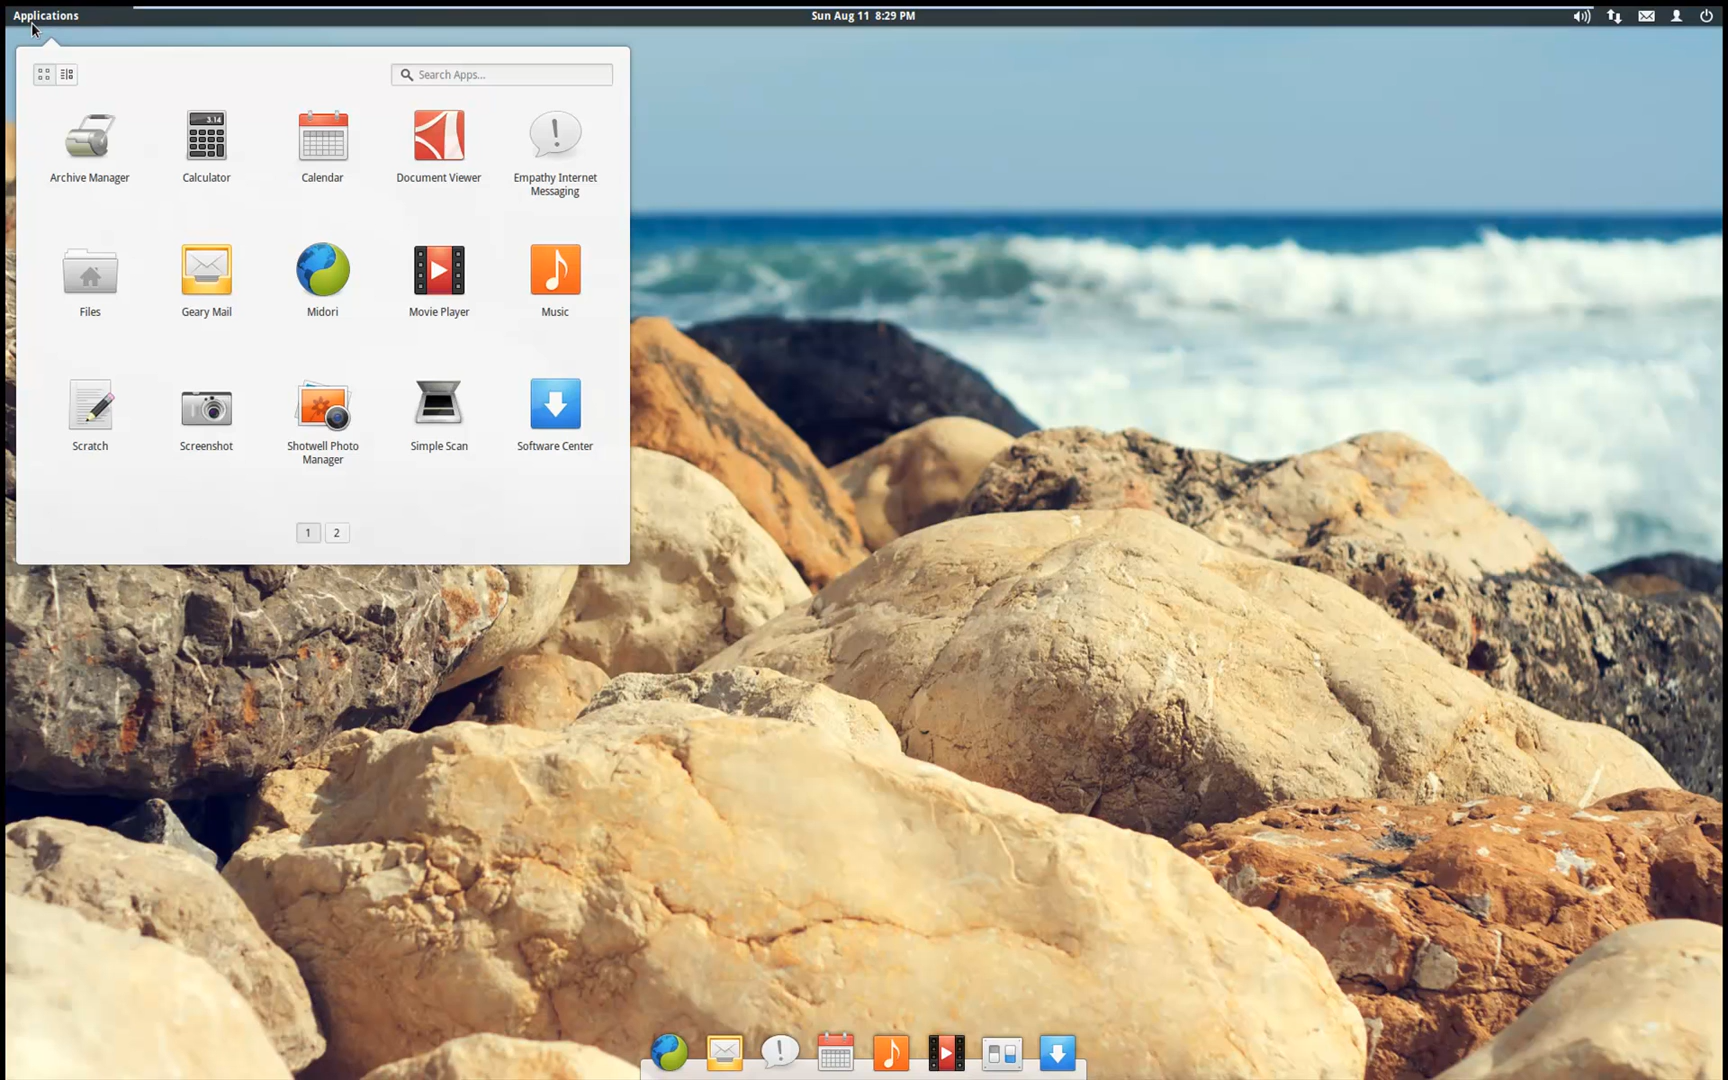 Applications
Sun Aug 11 8:29 PM
Search Apps...
3.14
Archive Manager
Calculator
Calendar
Document Viewer
Empathy Internet
Messaging
Files
Geary Mail
Midori
Movie Player
Music
Scratch
Screenshot
Shotwell Photo
Manager
Simple Scan
Software Center
1
2